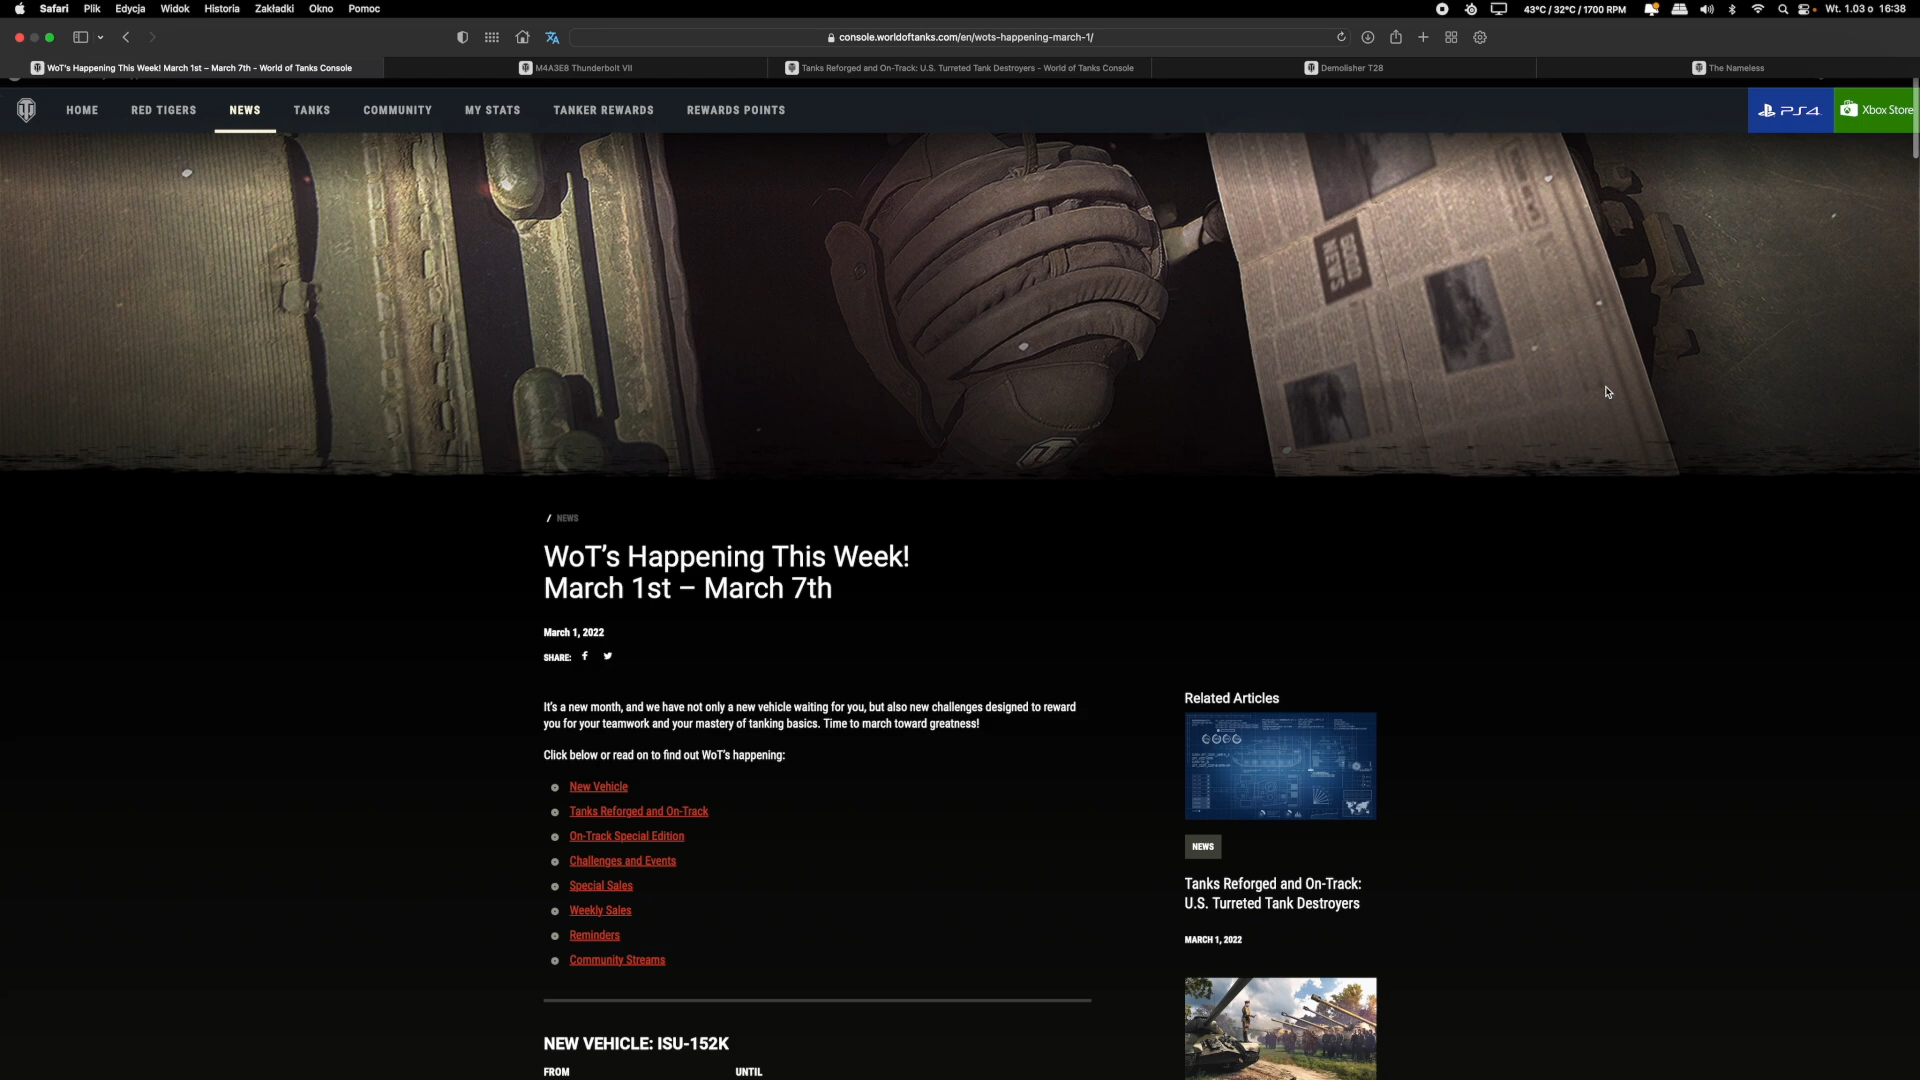 Safari Plik Edycja Widok Historia Zakładki Okno Pomoc
43°C / 32°C / 1700 RPM
Wt. 1.03 o 16:38
console.worldoftanks.com/en/wots-happening-march-1/
WoT's Happening This Week! March 1st – March 7th - World of Tanks Console
M4A3E8 Thunderbolt VII
Tanks Reforged and On-Track: U.S. Turreted Tank Destroyers - World of Tanks Console
Demolisher T28
The Nameless
HOME RED TIGERS NEWS TANKS COMMUNITY MY STATS TANKER REWARDS REWARDS POINTS
PS4
Xbox Store
GOOD
NEWS
/ NEWS
WoT's Happening This Week!
March 1st – March 7th
March 1, 2022
SHARE:
It's a new month, and we have not only a new vehicle waiting for you, but also new challenges designed to reward
you for your teamwork and your mastery of tanking basics. Time to march toward greatness!
Click below or read on to find out WoT's happening:
New Vehicle
Tanks Reforged and On-Track
On-Track Special Edition
Challenges and Events
Special Sales
Weekly Sales
Reminders
Community Streams
NEW VEHICLE: ISU-152K
FROM UNTIL
Related Articles
NEWS
Tanks Reforged and On-Track:
U.S. Turreted Tank Destroyers
MARCH 1, 2022